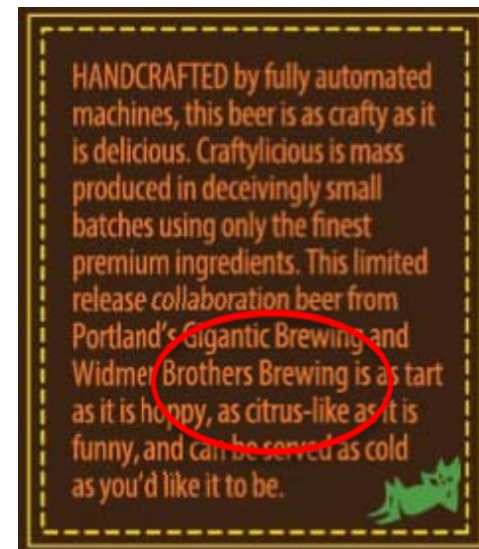 HANDCRAFTED by fully automated
machines, this beer is as crafty as it
is delicious. Craftylicious is mass
produced in deceivingly small
batches using only the finest
premium ingredients. This limited
release collaboration beer from
Portland's Gigantic Brewing and
Widmer Brothers Brewing is as tart
as it is hoppy, as citrus-like as it is
funny, and can be served as cold
as you'd like it to be.